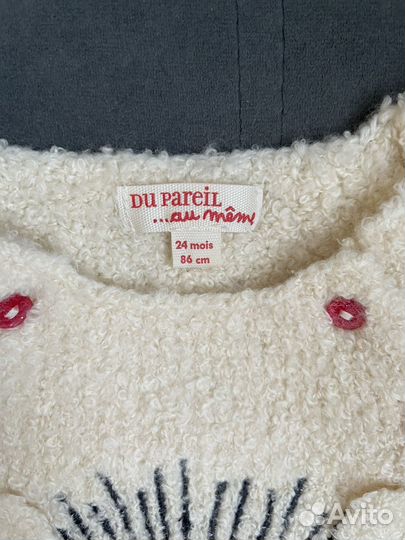 DU PAREIL
...au même
24 mois
86 cm
Avito